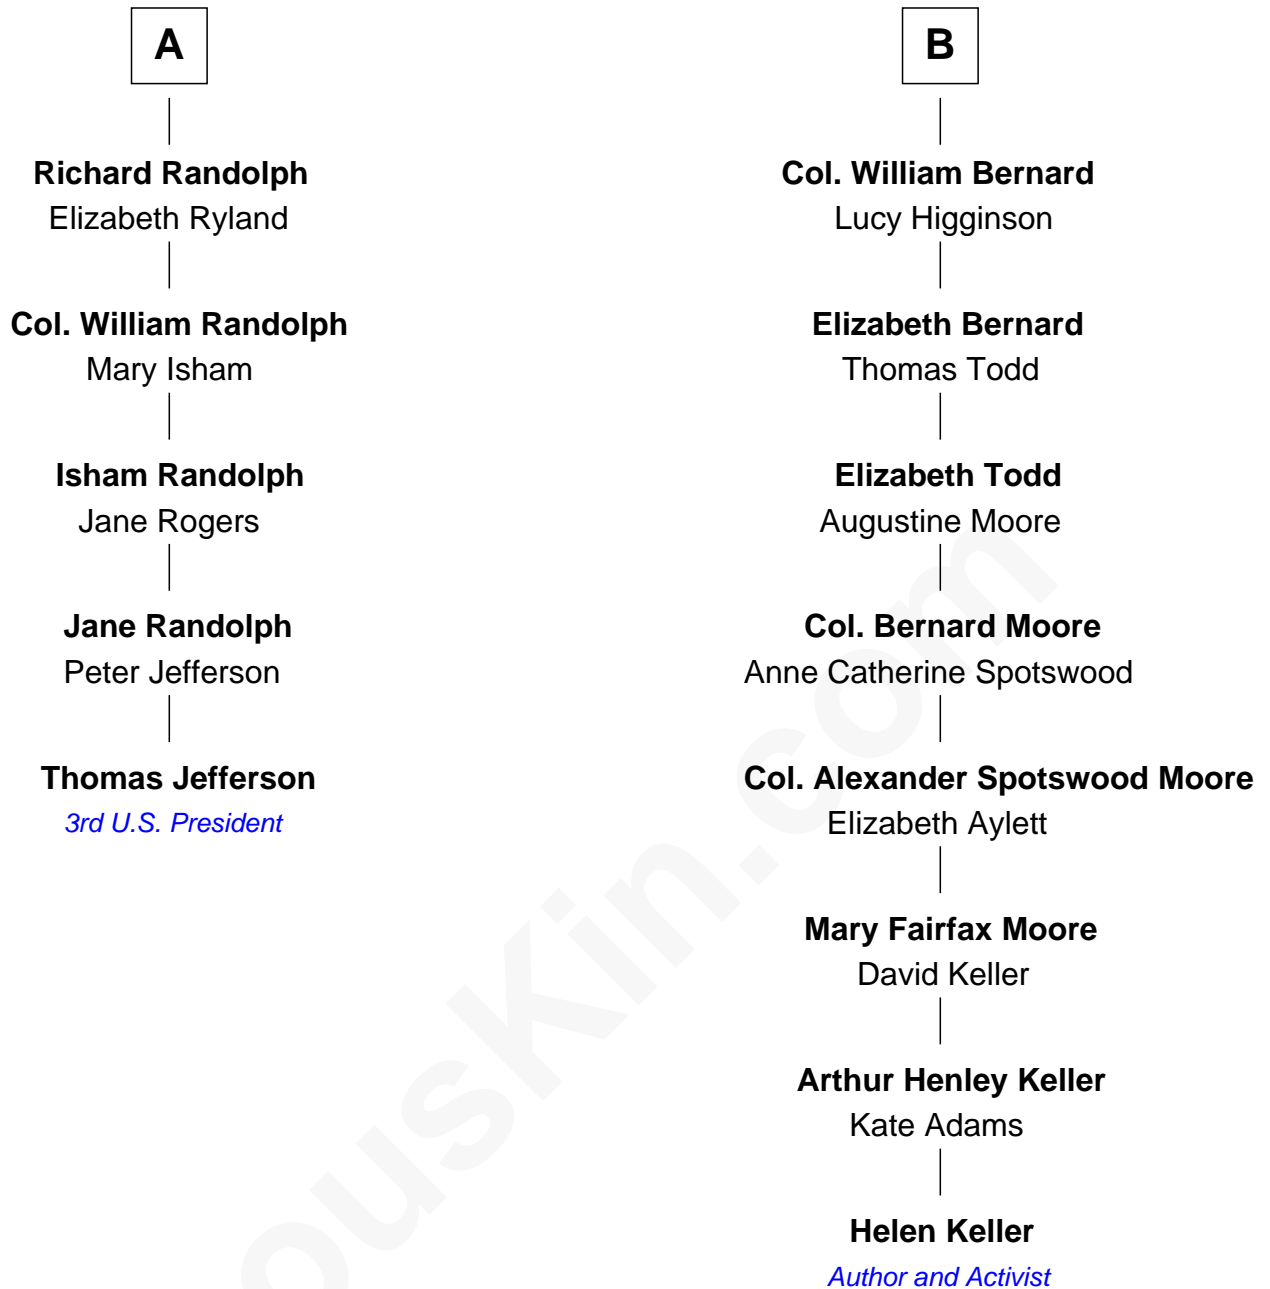 A
Richard Randolph
Elizabeth Ryland
Col. William Randolph
Mary Isham
Isham Randolph
Jane Rogers
Jane Randolph
Peter Jefferson
Thomas Jefferson
3rd U.S. President
B
Col. William Bernard
Lucy Higginson
Elizabeth Bernard
Thomas Todd
Elizabeth Todd
Augustine Moore
Col. Bernard Moore
Anne Catherine Spotswood
Col. Alexander Spotswood Moore
Elizabeth Aylett
Mary Fairfax Moore
David Keller
Arthur Henley Keller
Kate Adams
Helen Keller
Author and Activist
ousKin.com